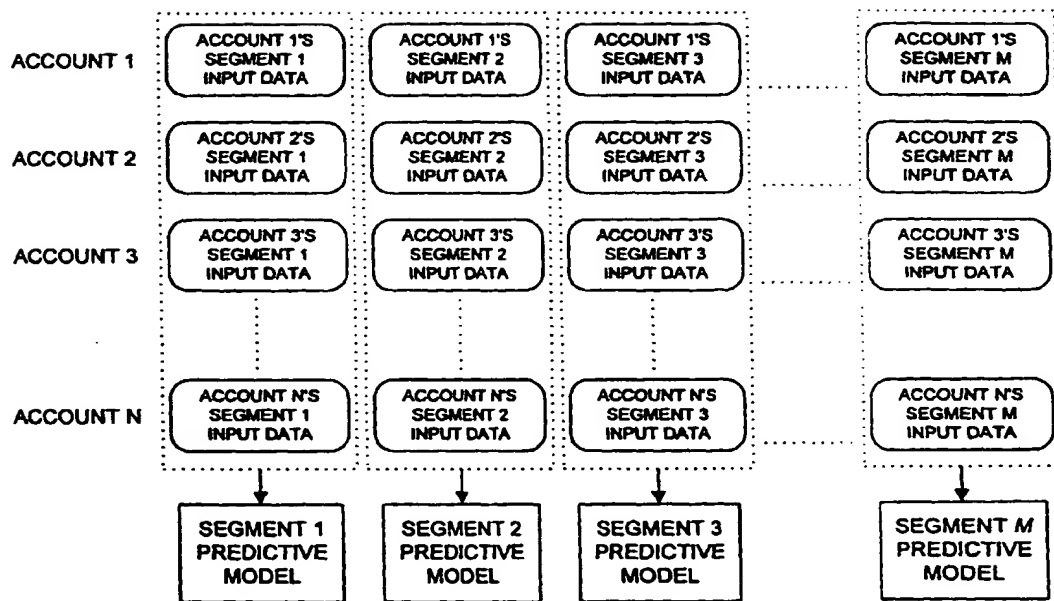 ACCOUNT 1
ACCOUNT 1'S
SEGMENT 1
INPUT DATA
ACCOUNT 1'S
SEGMENT 2
INPUT DATA
ACCOUNT 1'S
SEGMENT 3
INPUT DATA
ACCOUNT 1'S
SEGMENT M
INPUT DATA
ACCOUNT 2
ACCOUNT 2'S
SEGMENT 1
INPUT DATA
ACCOUNT 2'S
SEGMENT 2
INPUT DATA
ACCOUNT 2'S
SEGMENT 3
INPUT DATA
ACCOUNT 2'S
SEGMENT M
INPUT DATA
ACCOUNT 3
ACCOUNT 3'S
SEGMENT 1
INPUT DATA
ACCOUNT 3'S
SEGMENT 2
INPUT DATA
ACCOUNT 3'S
SEGMENT 3
INPUT DATA
ACCOUNT 3'S
SEGMENT M
INPUT DATA
ACCOUNT N
ACCOUNT N'S
SEGMENT 1
INPUT DATA
ACCOUNT N'S
SEGMENT 2
INPUT DATA
ACCOUNT N'S
SEGMENT 3
INPUT DATA
ACCOUNT N'S
SEGMENT M
INPUT DATA
SEGMENT 1
PREDICTIVE
MODEL
SEGMENT 2
PREDICTIVE
MODEL
SEGMENT 3
PREDICTIVE
MODEL
SEGMENT M
PREDICTIVE
MODEL